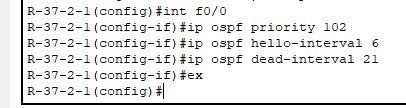 R-37-2-1(config)#int f0/0
R-37-2-1(config-if)#ip ospf priority 102
R-37-2-1(config-if)#ip ospf hello-interval 6
R-37-2-1(config-if)#ip ospf dead-interval 21
R-37-2-1(config-if)#ex
R-37-2-1(config)#